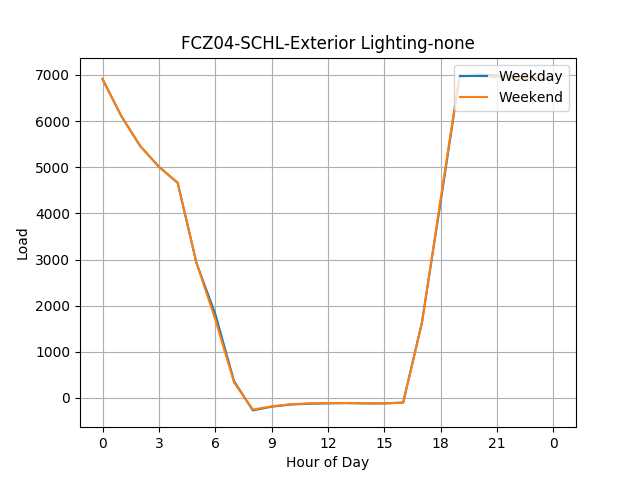 FCZ04-SCHL-Exterior Lighting-none
Weekday
Weekend
7000
6000
5000
4000
3000
2000
1000
0
Load
0 3 6 9 12 15 18 21 0
Hour of Day